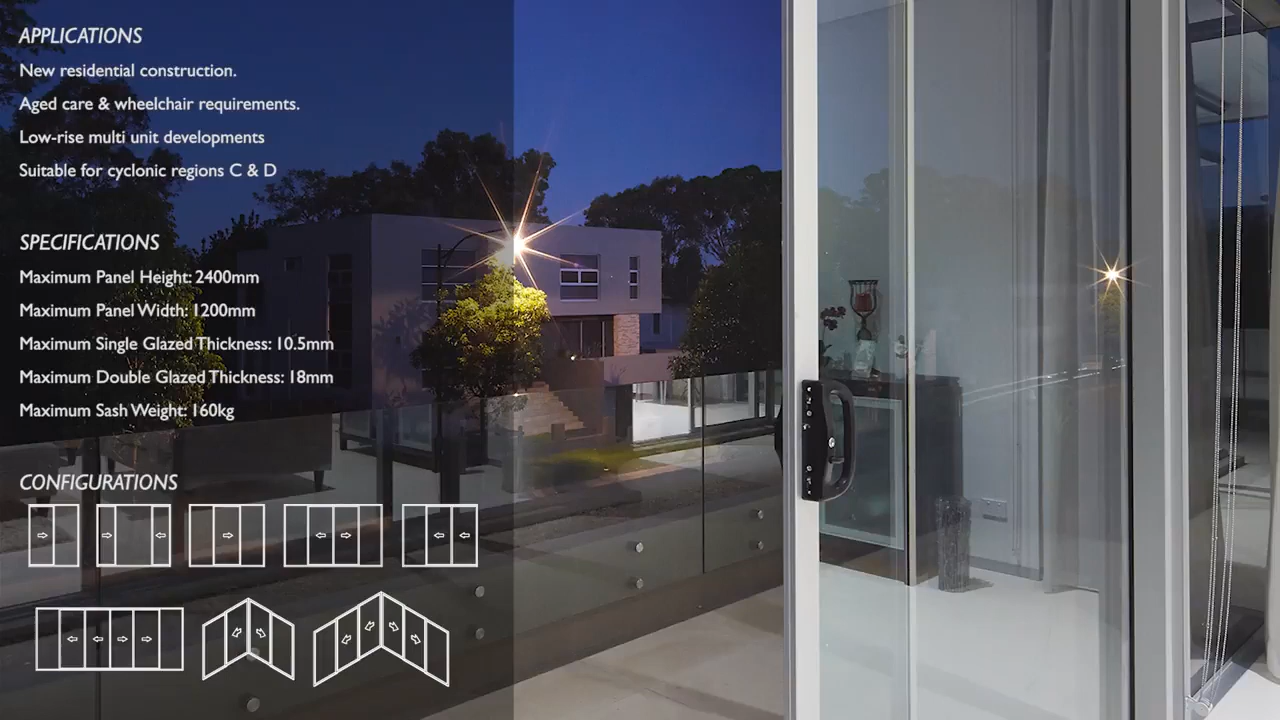 APPLICATIONS
New residential construction.
Aged care & wheelchair requirements.
Low-rise multi unit developments
Suitable for cyclonic regions C & D
SPECIFICATIONS
Maximum Panel Height: 2400mm
Maximum Panel Width: 1200mm
Maximum Single Glazed Thickness: 10.5mm
Maximum Double Glazed Thickness: 18mm
Maximum Sash Weight: 160kg
CONFIGURATIONS